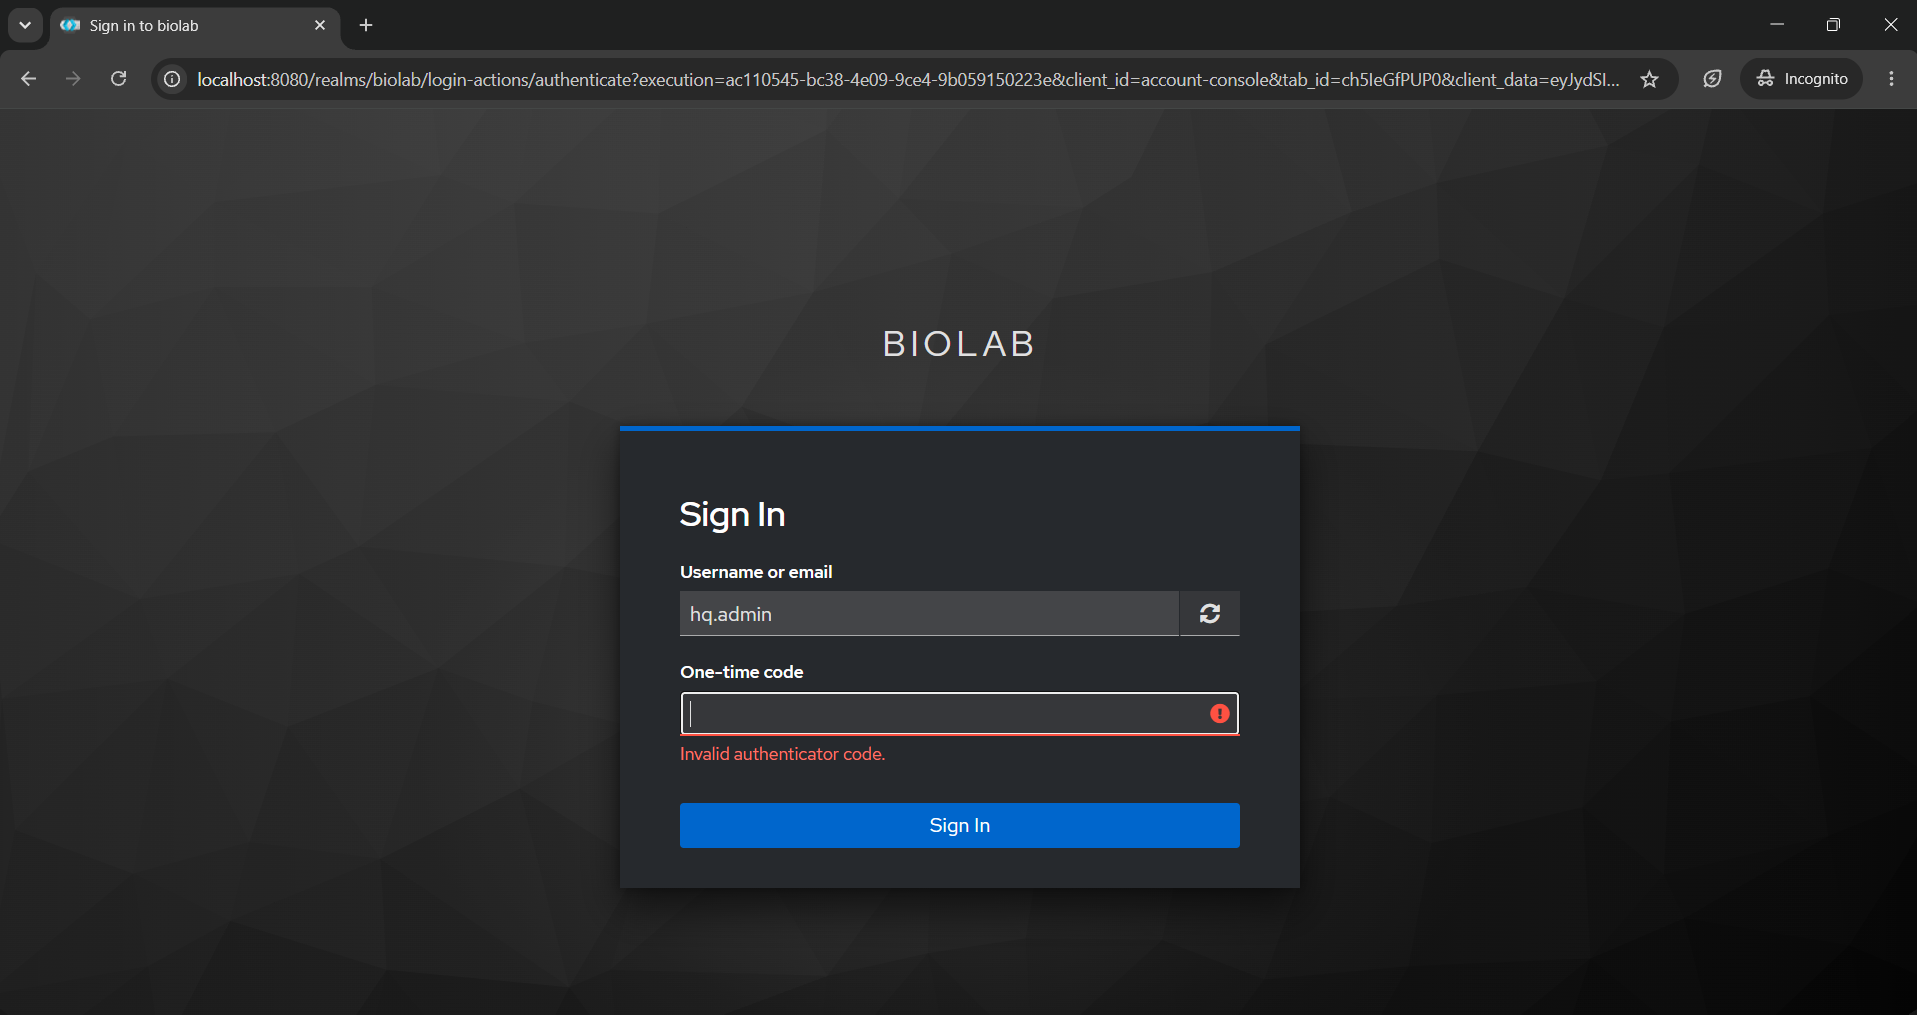 Sign in to biolab
localhost:8080/realms/biolab/login-actions/authenticate?execution=ac110545-bc38-4e09-9ce4-9b059150223e&client_id=account-console&tab_id=ch5IeGfPUP0&client_data=eyJydSI...
Incognito
BIOLAB
Sign In
Username or email
hq.admin
One-time code
Invalid authenticator code.
Sign In